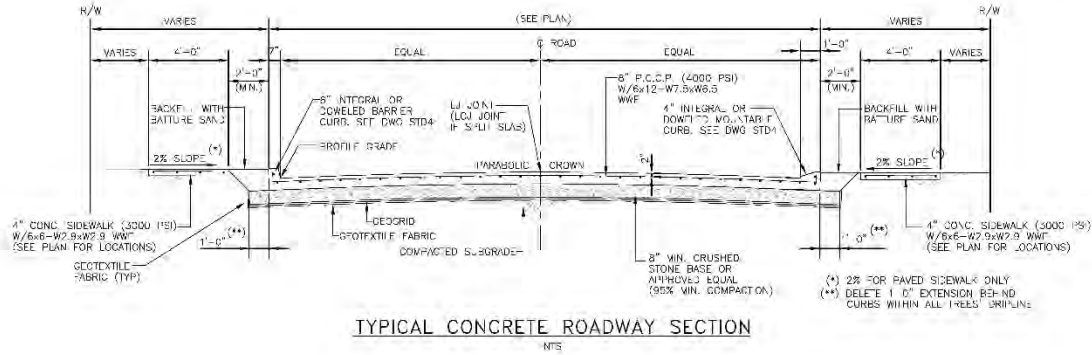 R/W
R/W
VARIES
(SEE PLAN)
VARIES
VARIES
4'-0"
7"
EQUAL
℄ ROAD
EQUAL
1'-0"
4'-0"
VARIES
2'-0"
(MIN.)
2'-0"
(MIN.)
BACKFILL WITH
BATTURE SAND
6" INTEGRAL OR
DOWELED BARRIER
CURB. SEE DWG STD4
PROFILE GRADE
LJ JOINT
(LCJ JOINT
IF SPLIT SLAB)
8" P.C.C.P. (4000 PSI)
W/6x12-W7.5xW6.5
WWF
4" INTEGRAL OR
DOWELED MOUNTABLE
CURB. SEE DWG STD4
BACKFILL WITH
BATTURE SAND
2% SLOPE (*)
PARABOLIC CROWN
2"
2% SLOPE (*)
4" CONC. SIDEWALK (3000 PSI)
W/6x6-W2.9xW2.9 WWF
(SEE PLAN FOR LOCATIONS)
1'-0" (**)
GEOTEXTILE
FABRIC (TYP)
GEOGRID
GEOTEXTILE FABRIC
COMPACTED SUBGRADE
8" MIN. CRUSHED
STONE BASE OR
APPROVED EQUAL
(95% MIN. COMPACTION)
1'-0" (**)
4" CONC. SIDEWALK (3000 PSI)
W/6x6-W2.9xW2.9 WWF
(SEE PLAN FOR LOCATIONS)
(*) 2% FOR PAVED SIDEWALK ONLY
(**) DELETE 1'-0" EXTENSION BEHIND
CURBS WITHIN ALL TREES' DRIPLINE
TYPICAL CONCRETE ROADWAY SECTION
NTS